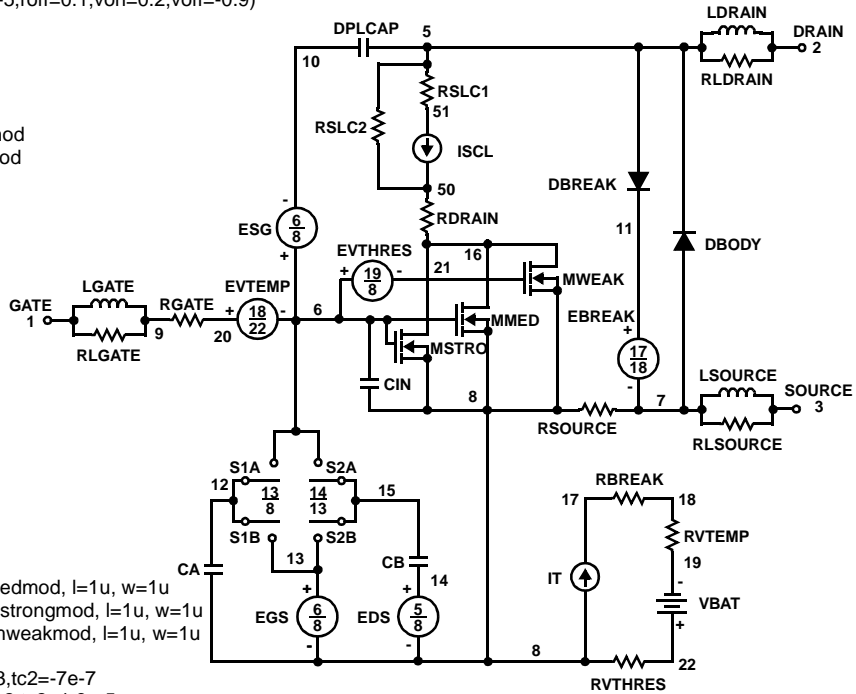 -5,roff=0.1,von=0.2,voff=-0.9)
LDRAIN
DPLCAP
5
DRAIN
2
10
RLDRAIN
RSLC1
51
RSLC2
ISCL
od
50
DBREAK
-
RDRAIN
ESG
6
8
11
DBODY
+
EVTHRES
16
+
19
8
-
21
MWEAK
LGATE
EVTEMP
GATE
1
RGATE
+
18
22
-
6
EBREAK
+
MMED
9
20
MSTRO
17
18
RLGATE
CIN
-
LSOURCE
8
7
SOURCE
3
RSOURCE
RLSOURCE
S1A
S2A
RBREAK
12
13
8
14
13
15
17
18
S1B
S2B
RVTEMP
13
CB
19
CA
IT
-
14
+
+
VBAT
edmod, l=1u, w=1u
EGS
6
8
EDS
5
8
strongmod, l=1u, w=1u
+
nweakmod, l=1u, w=1u
-
-
8
22
,tc2=-7e-7
RVTHRES